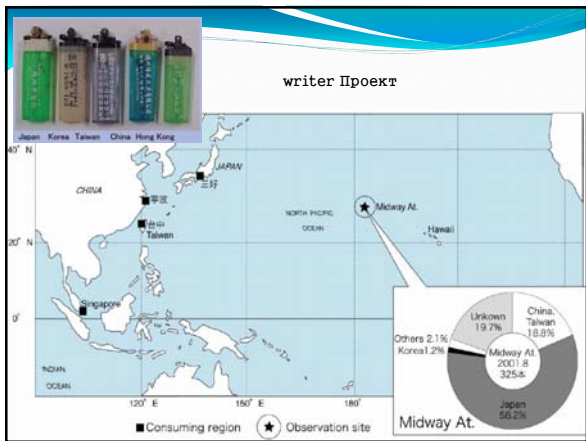 writer Проект
Japan Korea Taiwan China Hong Kong
40° N
20° N
0°
CHINA
JAPAN
三好
寧波
台中
Taiwan
Singapore
NORTH PACIFIC
OCEAN
Midway At.
Hawaii
INDIAN
OCEAN
120° E
150° E
180°
Unkown
19.7%
China,
Taiwan
18.8%
Others 2.1%
Korea1.2%
Midway At.
2001.8
325本
Japan
58.2%
Midway At.
Consuming region
Observation site